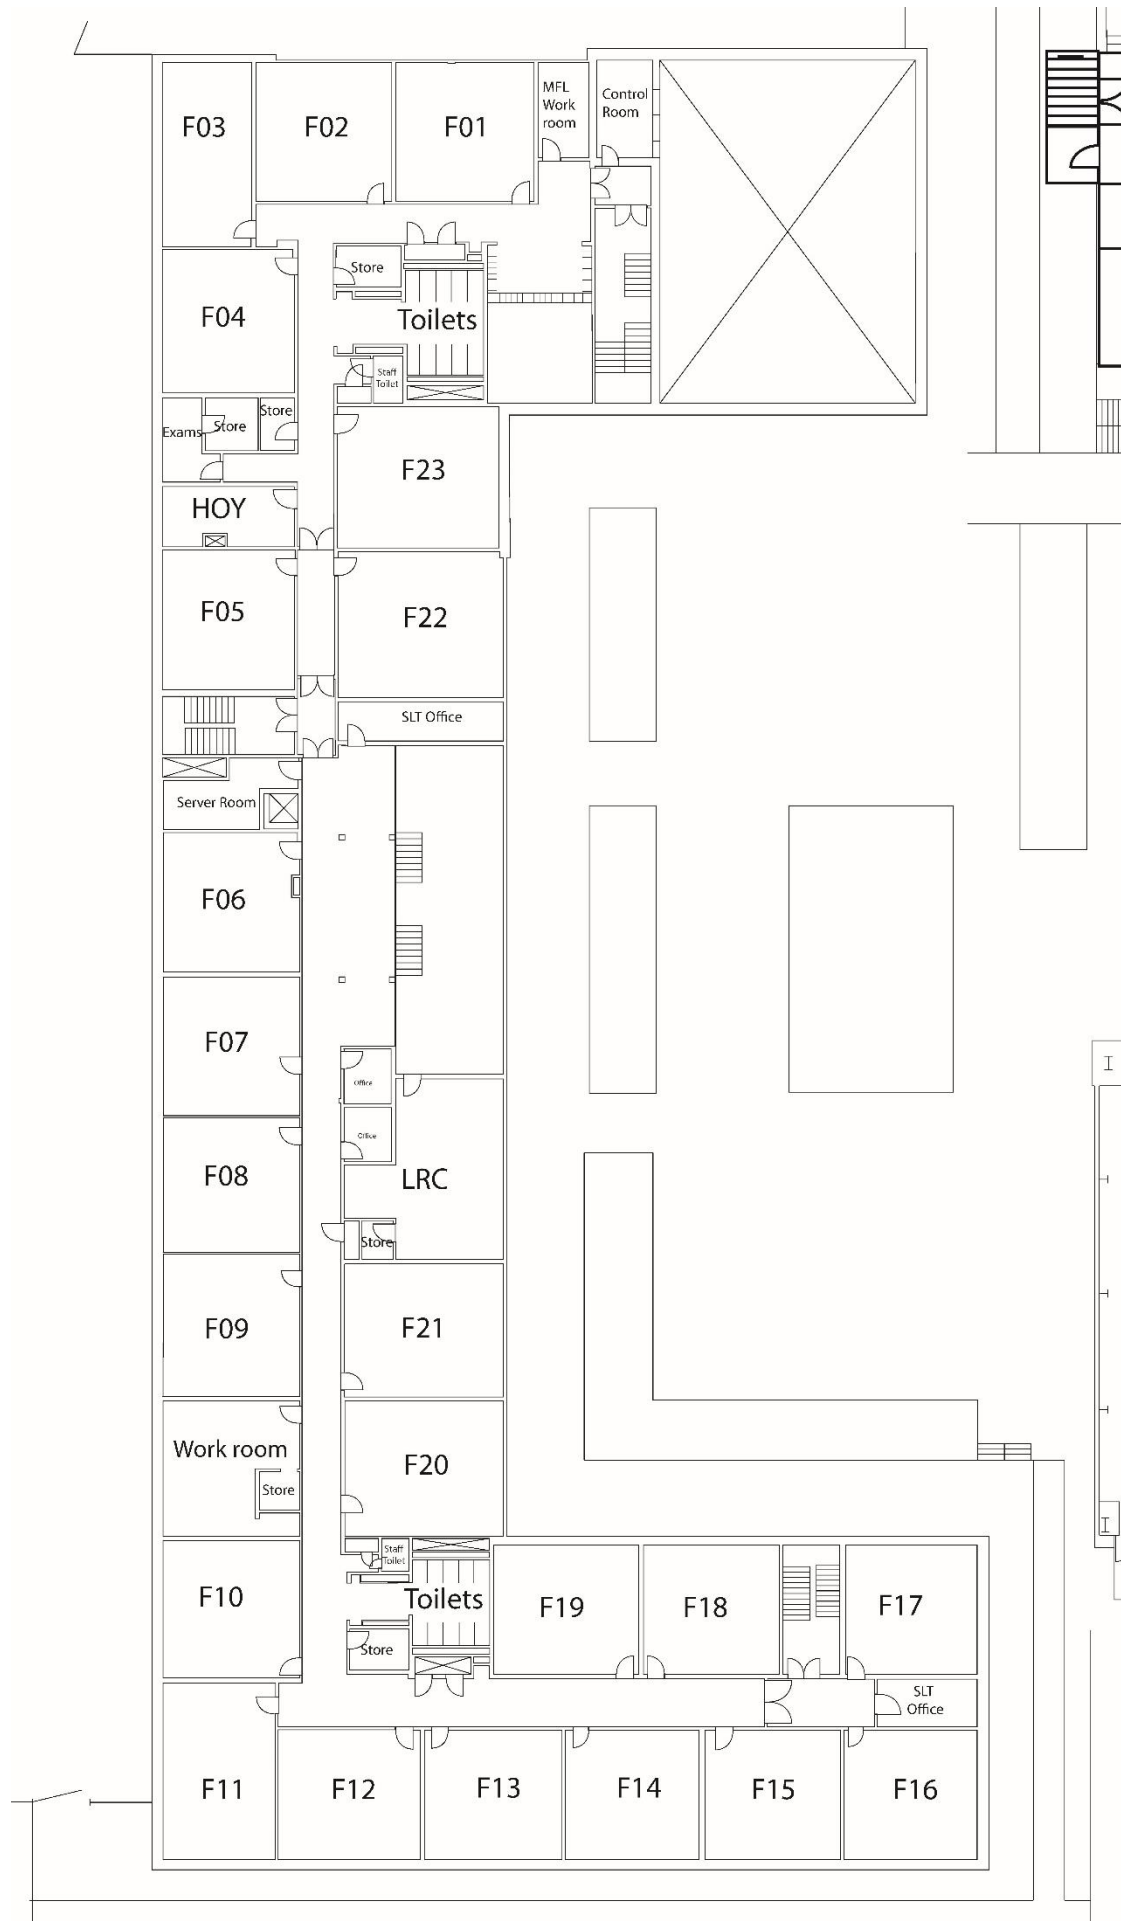 F03
F02
F01
MFL
Work
room
Control
Room
Store
F04
Toilets
Staff
Toilet
Store
Exams
Store
F23
HOY
F05
F22
SLT Office
Server Room
F06
F07
Office
Office
F08
LRC
Store
F09
F21
Work room
F20
Store
Staff
Toilet
F10
Toilets
F19
F18
F17
Store
SLT
Office
F11
F12
F13
F14
F15
F16